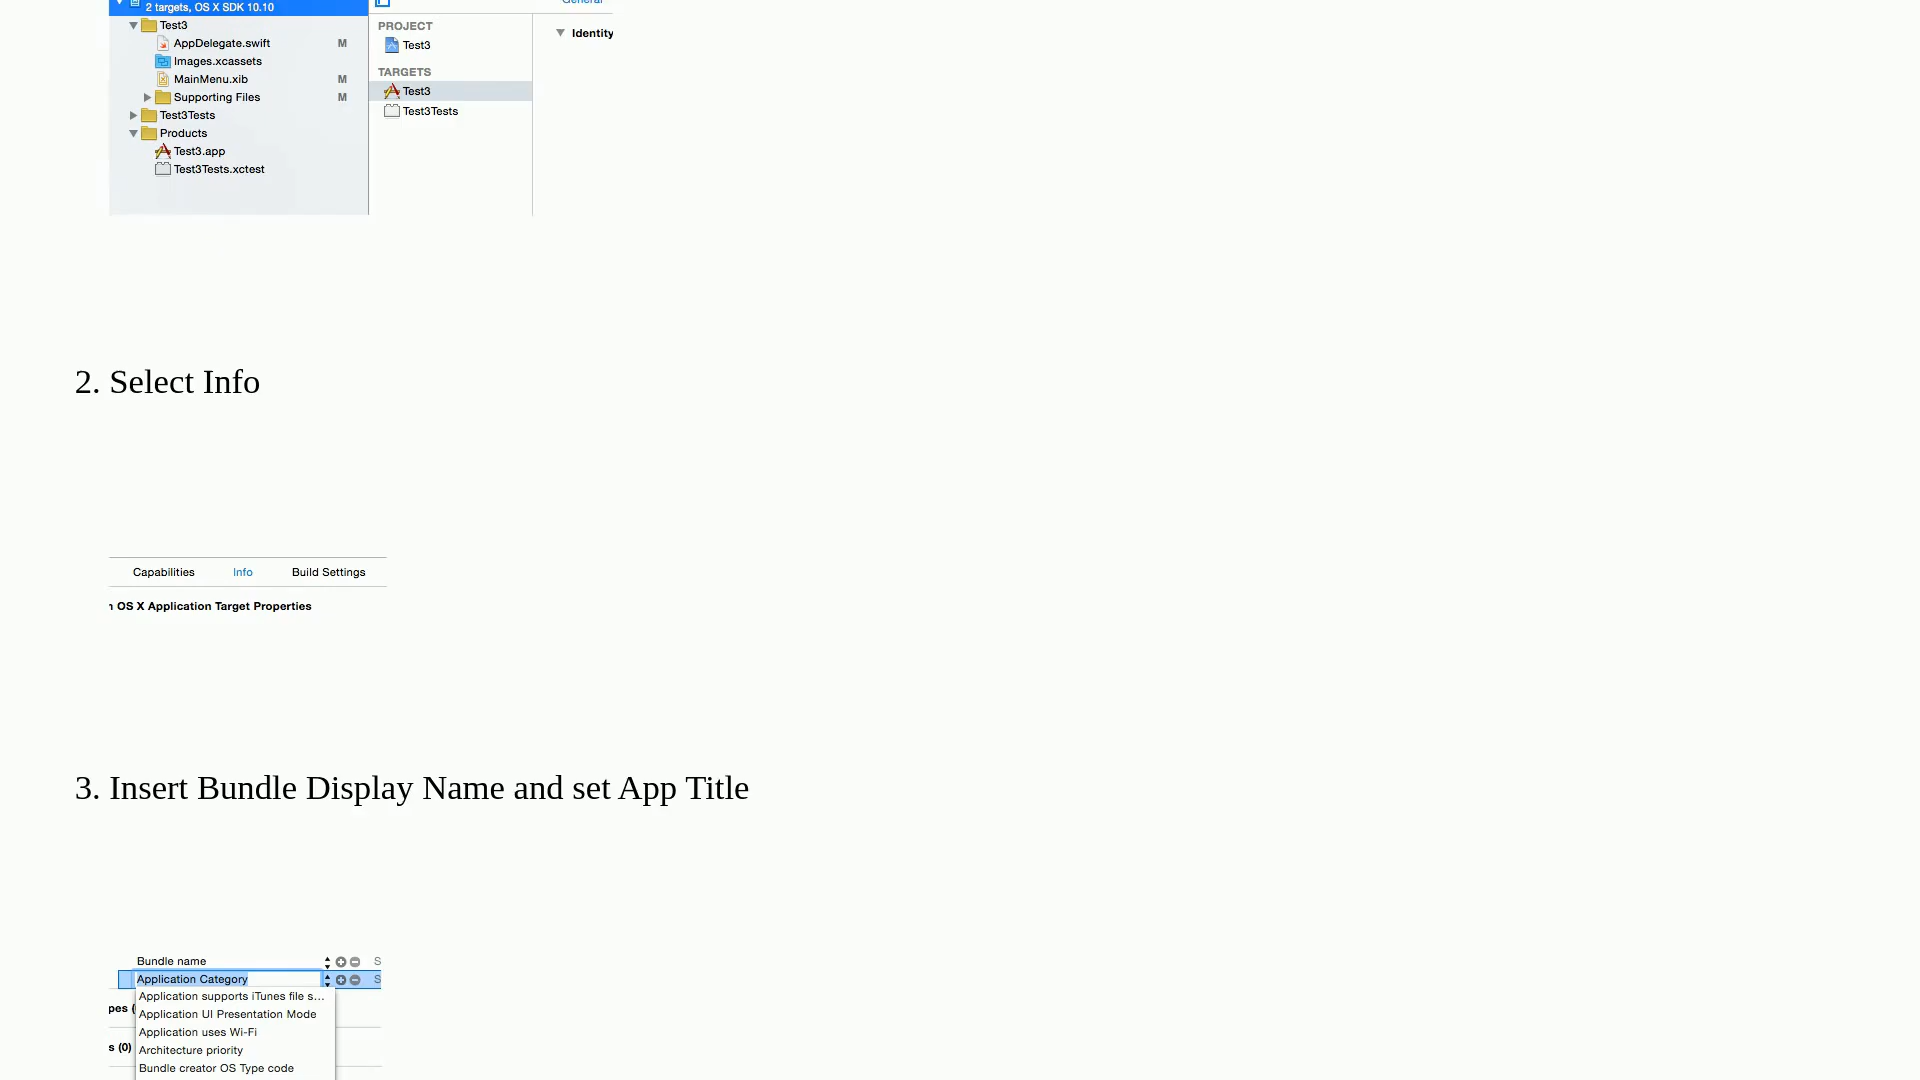 2 targets, OS X SDK 10.10
General
Test3
PROJECT
Identity
AppDelegate.swift M
Test3
Images.xcassets
TARGETS
MainMenu.xib M
Test3
Supporting Files M
Test3Tests
Test3Tests
Products
Test3.app
Test3Tests.xctest
2. Select Info
Capabilities Info Build Settings
OS X Application Target Properties
3. Insert Bundle Display Name and set App Title
Bundle name S
Application Category S
Application supports iTunes file s...
pes (
Application UI Presentation Mode
Application uses Wi-Fi
s (0)
Architecture priority
Bundle creator OS Type code